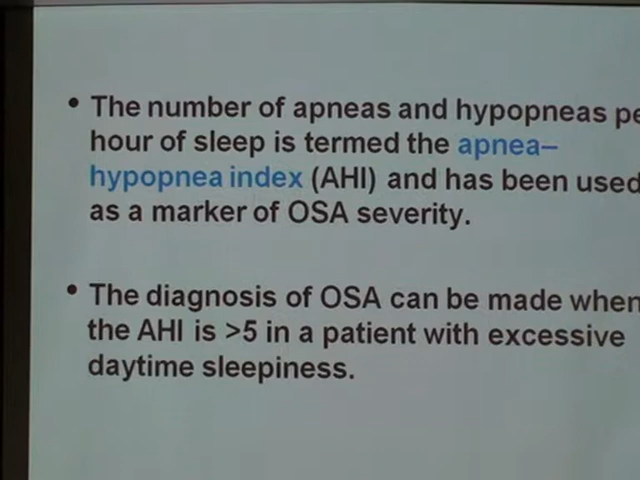 • The number of apneas and hypopneas pe
hour of sleep is termed the apnea–
hypopnea index (AHI) and has been used
as a marker of OSA severity.
• The diagnosis of OSA can be made when
the AHI is >5 in a patient with excessive
daytime sleepiness.